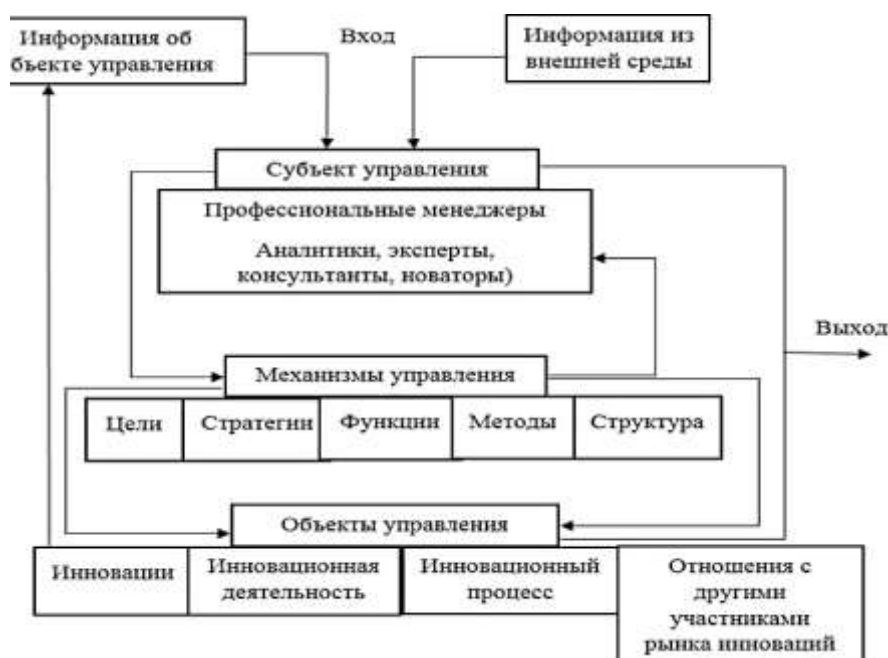 Информация об
бъекте управления
Вход
Информация из
внешней среды
Субъект управления
Профессиональные менеджеры
Аналитики, эксперты,
консультанты, новаторы)
Выход
Механизмы управления
Цели
Стратегии
Функции
Методы
Структура
Объекты управления
Инновации
Инновационная
деятельность
Инновационный
процесс
Отношения с
другими
участниками
рынка инноваций